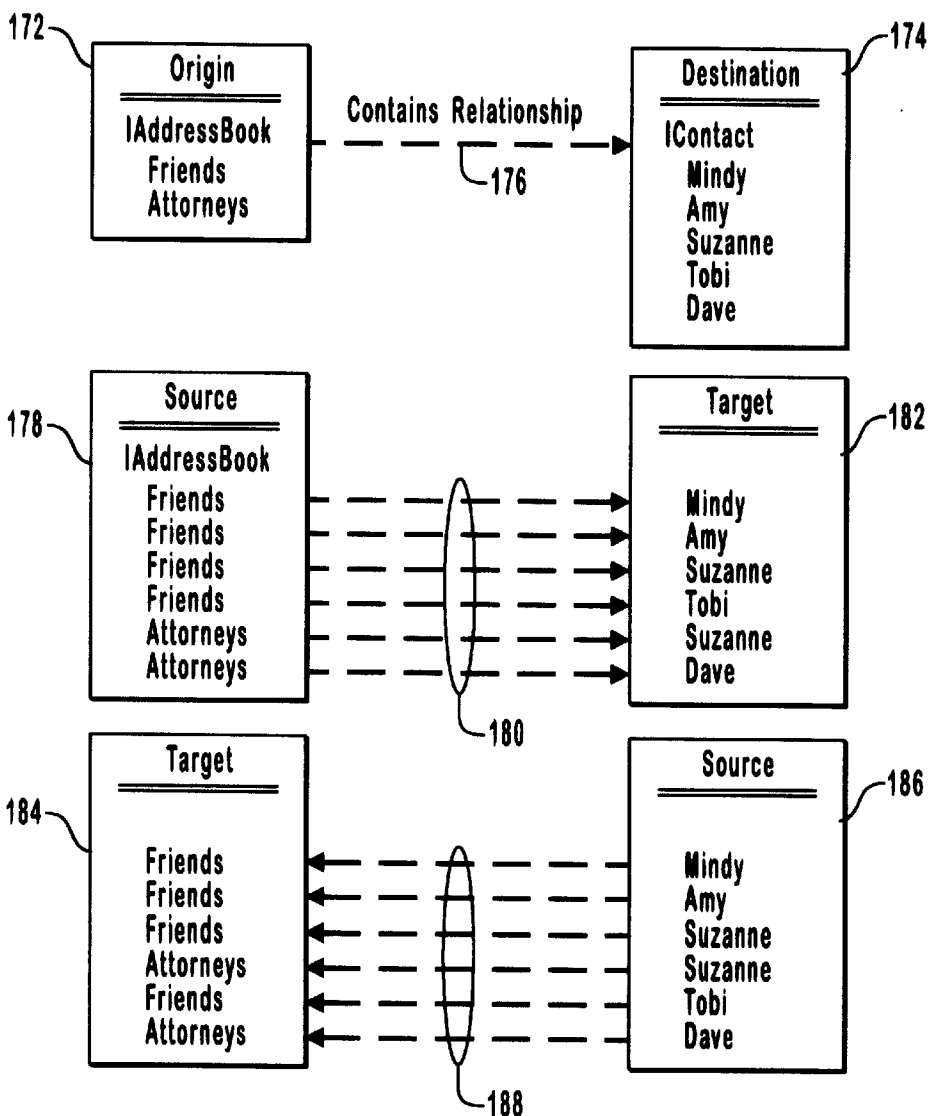 172
Origin
IAddressBook
Friends
Attorneys
Contains Relationship
176
174
Destination
IContact
Mindy
Amy
Suzanne
Tobi
Dave
178
Source
IAddressBook
Friends
Friends
Friends
Friends
Attorneys
Attorneys
180
182
Target
Mindy
Amy
Suzanne
Tobi
Suzanne
Dave
184
Target
Friends
Friends
Friends
Attorneys
Friends
Attorneys
188
186
Source
Mindy
Amy
Suzanne
Suzanne
Tobi
Dave